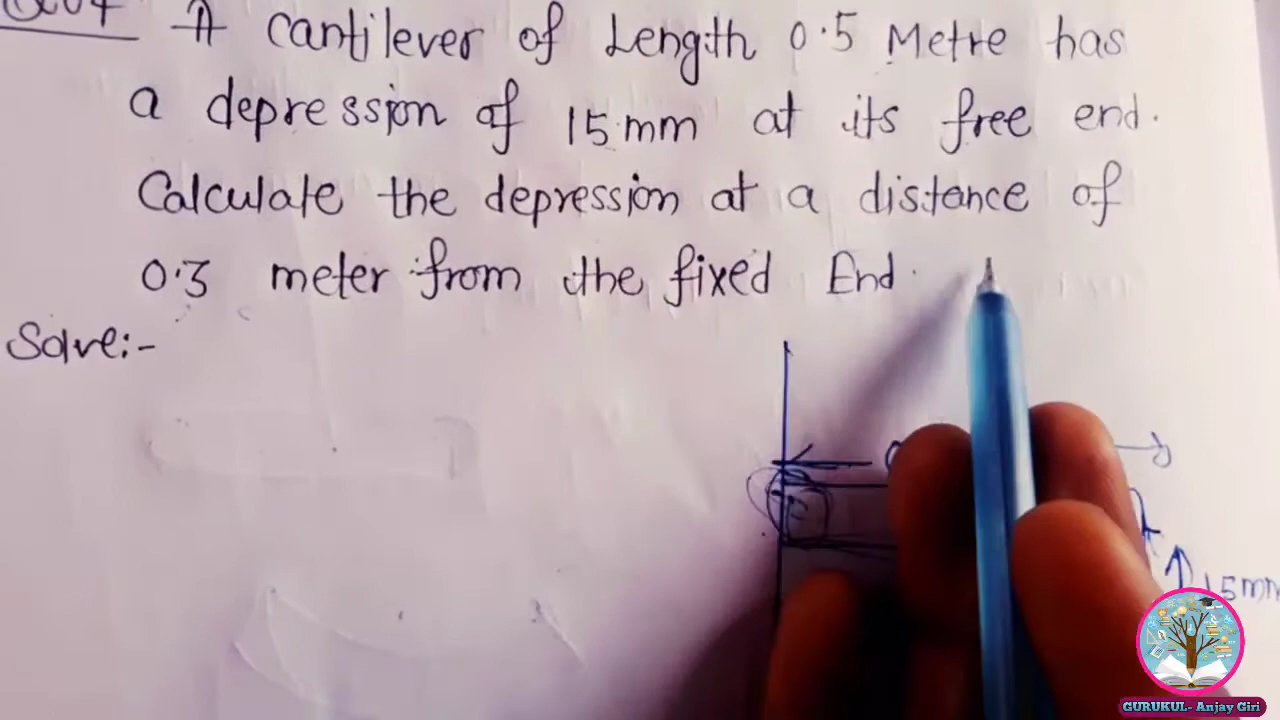 A cantilever of Length 0.5 Metre has
a depression of 15 mm at its free end.
Calculate the depression at a distance of
0.3 meter from the fixed End.
Solve:-
15mm
GURUKUL- Anjay Giri